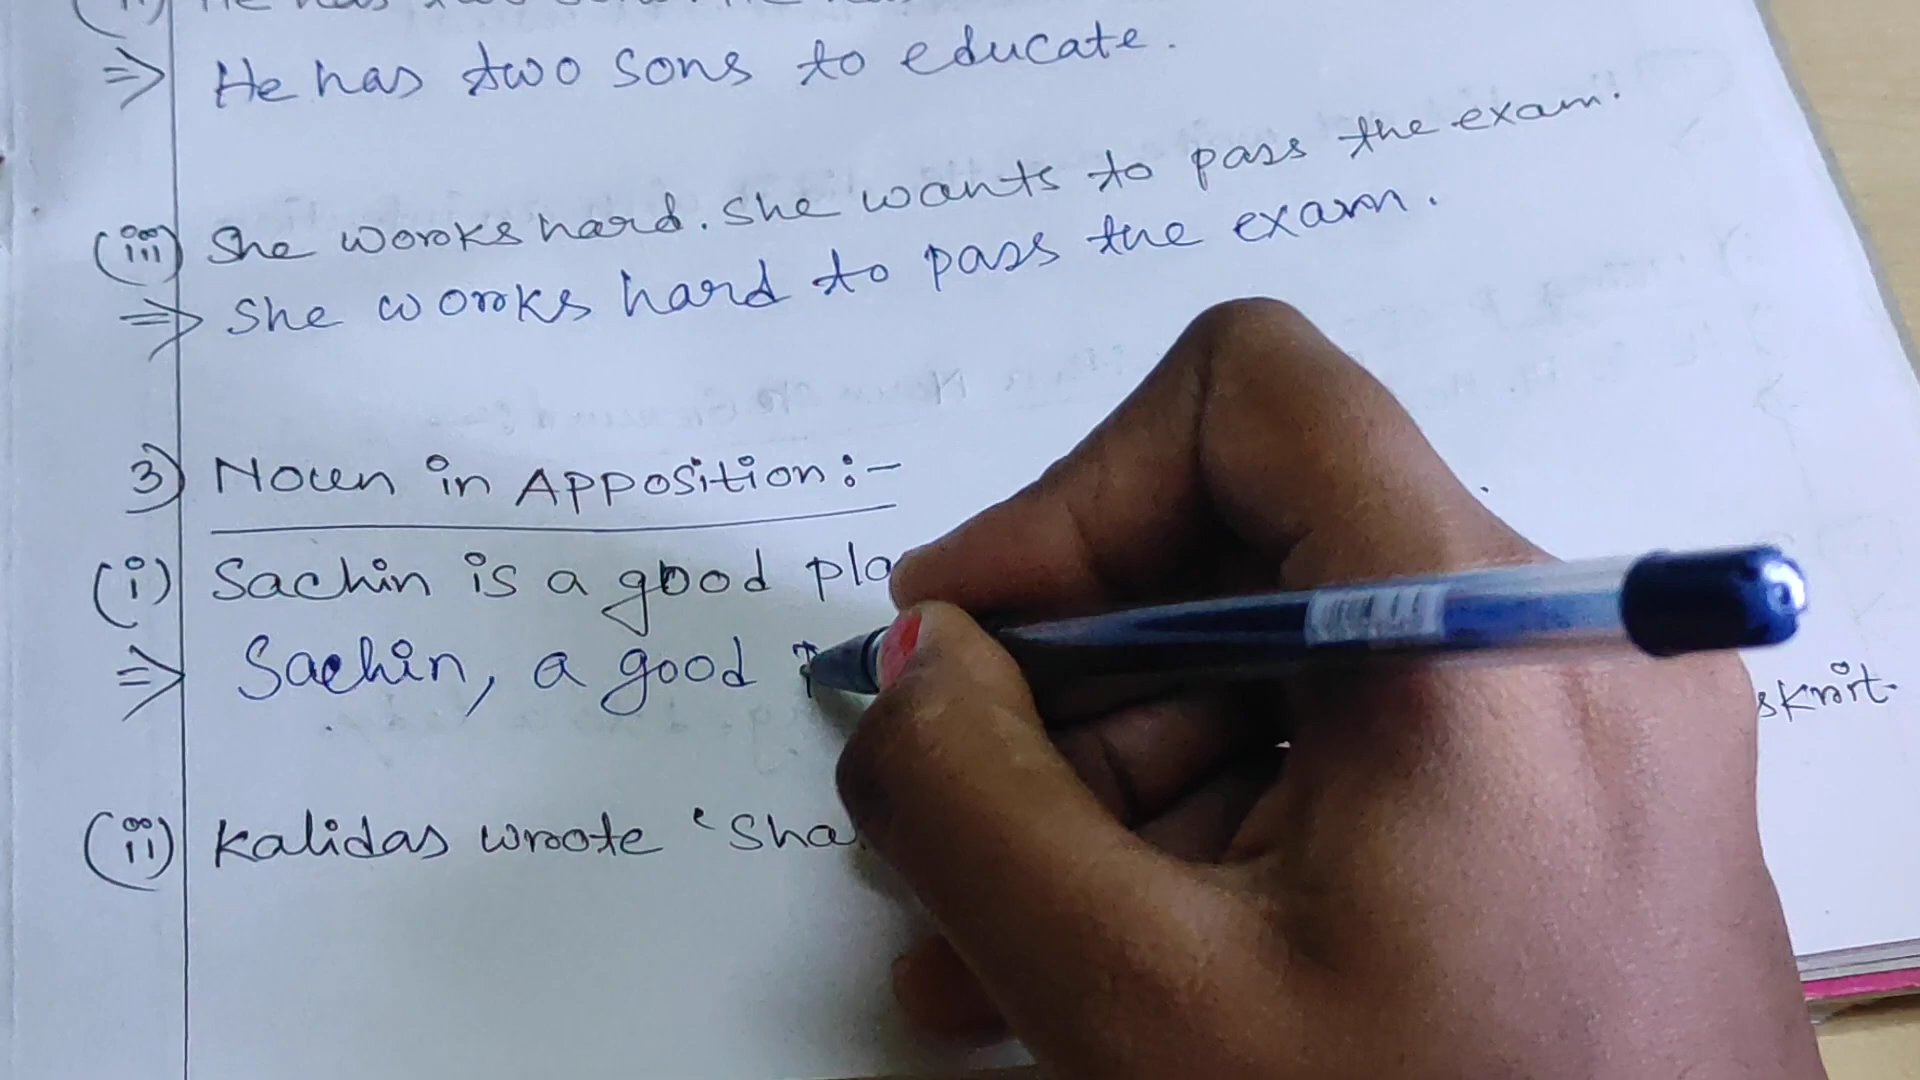 ⇒ He has two sons to educate.
(iii) She works hard. She wants to pass the exam.
⇒ She works hard to pass the exam.
3) Noun in Apposition :-
(i) Sachin is a good pla
⇒ Sachin, a good
skrit.
(ii) Kalidas wrote 'Sha